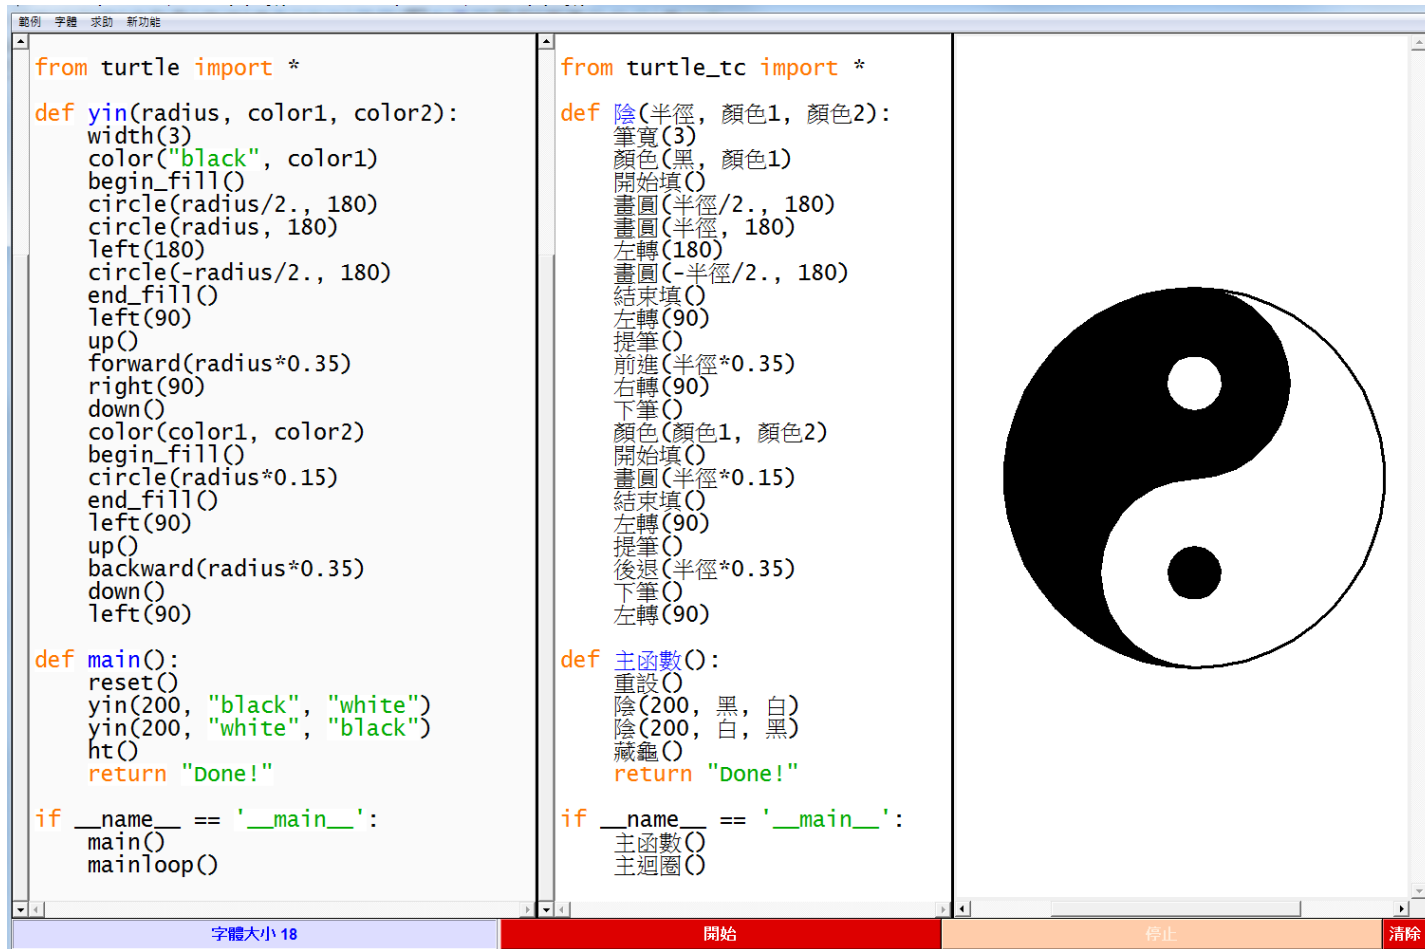 範例 字體 求助 新功能
from turtle import *
def yin(radius, color1, color2):
    width(3)
    color("black", color1)
    begin_fill()
    circle(radius/2., 180)
    circle(radius, 180)
    left(180)
    circle(-radius/2., 180)
    end_fill()
    left(90)
    up()
    forward(radius*0.35)
    right(90)
    down()
    color(color1, color2)
    begin_fill()
    circle(radius*0.15)
    end_fill()
    left(90)
    up()
    backward(radius*0.35)
    down()
    left(90)
def main():
    reset()
    yin(200, "black", "white")
    yin(200, "white", "black")
    ht()
    return "Done!"
if __name__ == '__main__':
    main()
    mainloop()
from turtle_tc import *
def 陰(半徑, 顏色1, 顏色2):
    筆寬(3)
    顏色(黑, 顏色1)
    開始填()
    畫圓(半徑/2., 180)
    畫圓(半徑, 180)
    左轉(180)
    畫圓(-半徑/2., 180)
    結束填()
    左轉(90)
    提筆()
    前進(半徑*0.35)
    右轉(90)
    下筆()
    顏色(顏色1, 顏色2)
    開始填()
    畫圓(半徑*0.15)
    結束填()
    左轉(90)
    提筆()
    後退(半徑*0.35)
    下筆()
    左轉(90)
def 主函數():
    重設()
    陰(200, 黑, 白)
    陰(200, 白, 黑)
    藏龜()
    return "Done!"
if __name__ == '__main__':
    主函數()
    主迴圈()
字體大小 18
開始
停止
清除